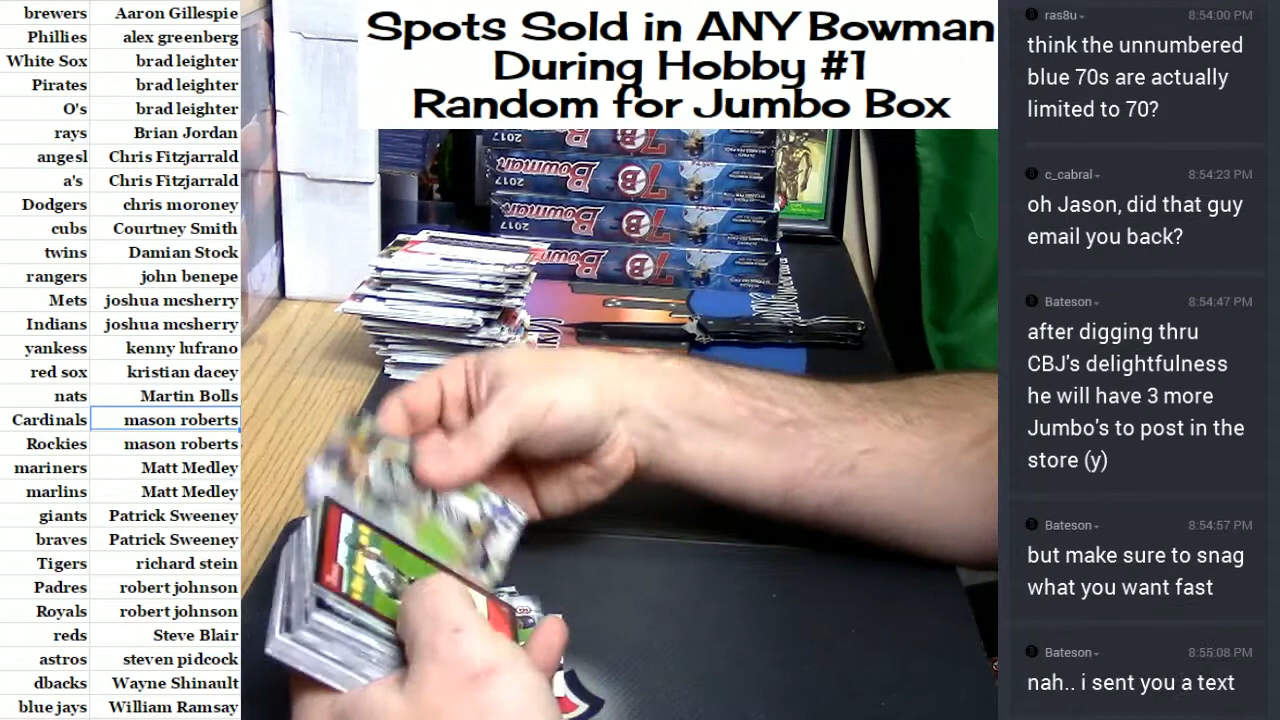 brewers Aaron Gillespie
Phillies alex greenberg
White Sox brad leighter
Pirates brad leighter
O's brad leighter
rays Brian Jordan
angesl Chris Fitzjarrald
a's Chris Fitzjarrald
Dodgers chris moroney
cubs Courtney Smith
twins Damian Stock
rangers john benepe
Mets joshua mcsherry
Indians joshua mcsherry
yankess kenny lufrano
red sox kristian dacey
nats Martin Bolls
Cardinals mason roberts
Rockies mason roberts
mariners Matt Medley
marlins Matt Medley
giants Patrick Sweeney
braves Patrick Sweeney
Tigers richard stein
Padres robert johnson
Royals robert johnson
reds Steve Blair
astros steven pidcock
dbacks Wayne Shinault
blue jays William Ramsay
Spots Sold in ANY Bowman
During Hobby #1
Random for Jumbo Box
2017
Bowman 2017
Bowman 2017
Bowman
ras8u 8:54:00 PM
think the unnumbered
blue 70s are actually
limited to 70?
c_cabral 8:54:23 PM
oh Jason, did that guy
email you back?
Bateson 8:54:47 PM
after digging thru
CBJ's delightfulness
he will have 3 more
Jumbo's to post in the
store (y)
Bateson 8:54:57 PM
but make sure to snag
what you want fast
Bateson 8:55:08 PM
nah.. i sent you a text